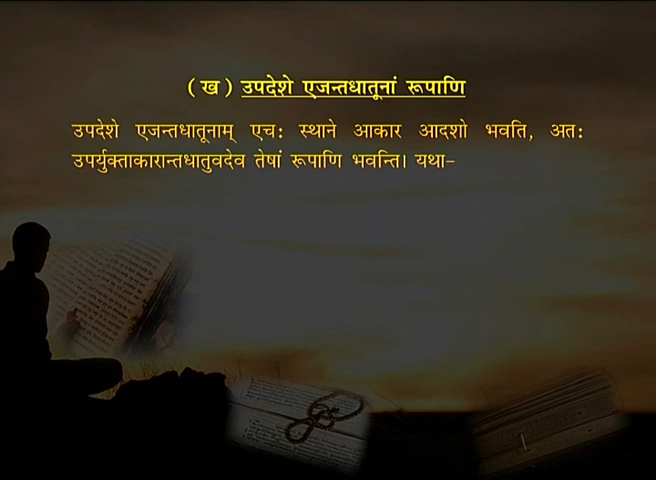 ( ख ) उपदेशे एजन्तधातूनां रूपाणि
उपदेशे एजन्तधातूनाम् एच: स्थाने आकार आदशो भवति, अत:
उपर्युक्ताकारान्तधातुवदेव तेषां रूपाणि भवन्ति। यथा–